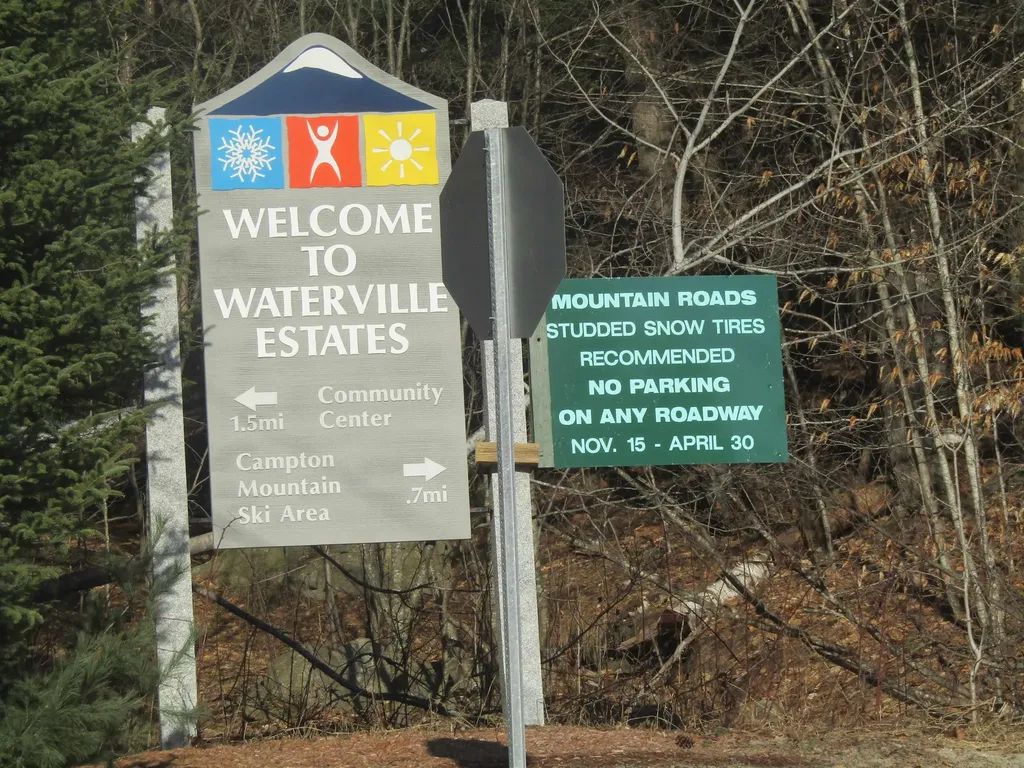 WELCOME
TO
WATERVILLE
ESTATES
1.5mi
Community
Center
Campton
Mountain
Ski Area
.7mi
MOUNTAIN ROADS
STUDDED SNOW TIRES
RECOMMENDED
NO PARKING
ON ANY ROADWAY
NOV. 15 - APRIL 30